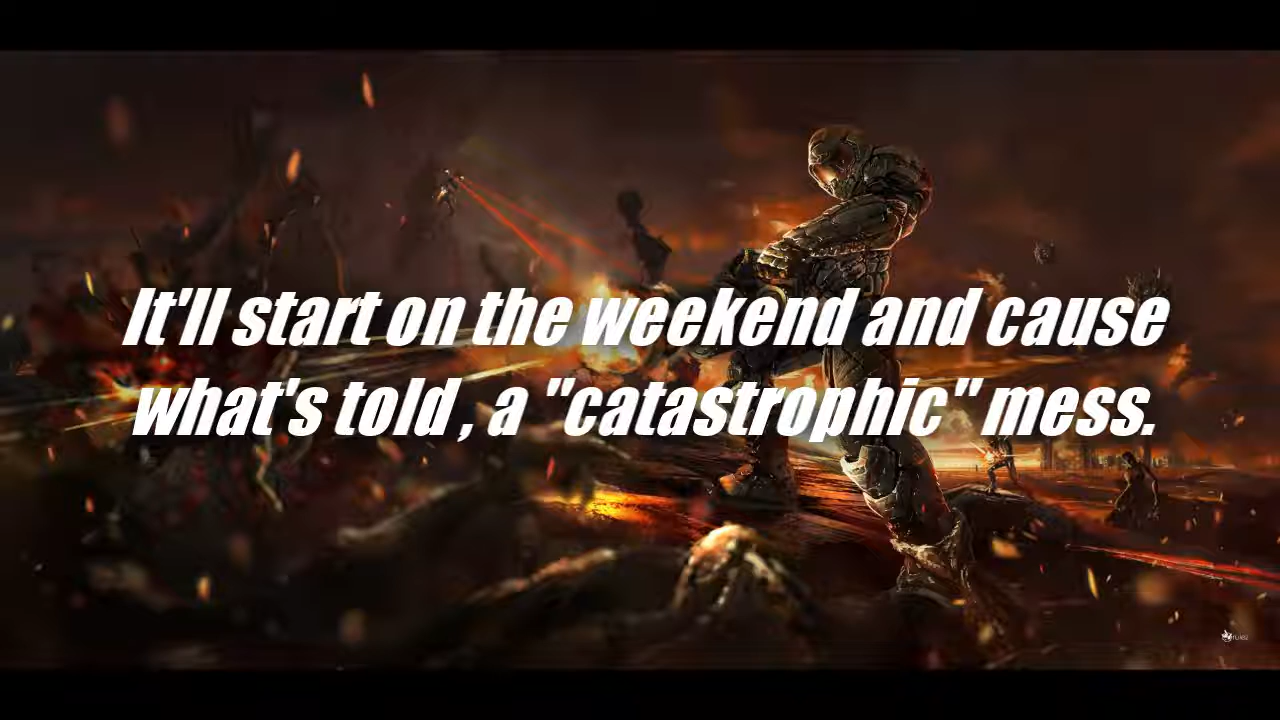 It'll start on the weekend and cause
what's told , a "catastrophic" mess.